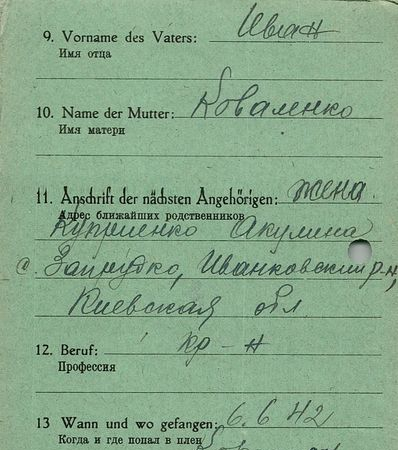 9. Vorname des Vaters: Иван
Имя отца
10. Name der Mutter: Коваленко
Имя матери
11. Anschrift der nächsten Angehörigen: жена
Адрес ближайших родственников
Куприенко Акулина
с. Запрудко, Иванковский р-н,
Киевская обл
12. Beruf: кр-н
Профессия
13 Wann und wo gefangen: 6.6 42
Когда и где попал в плен